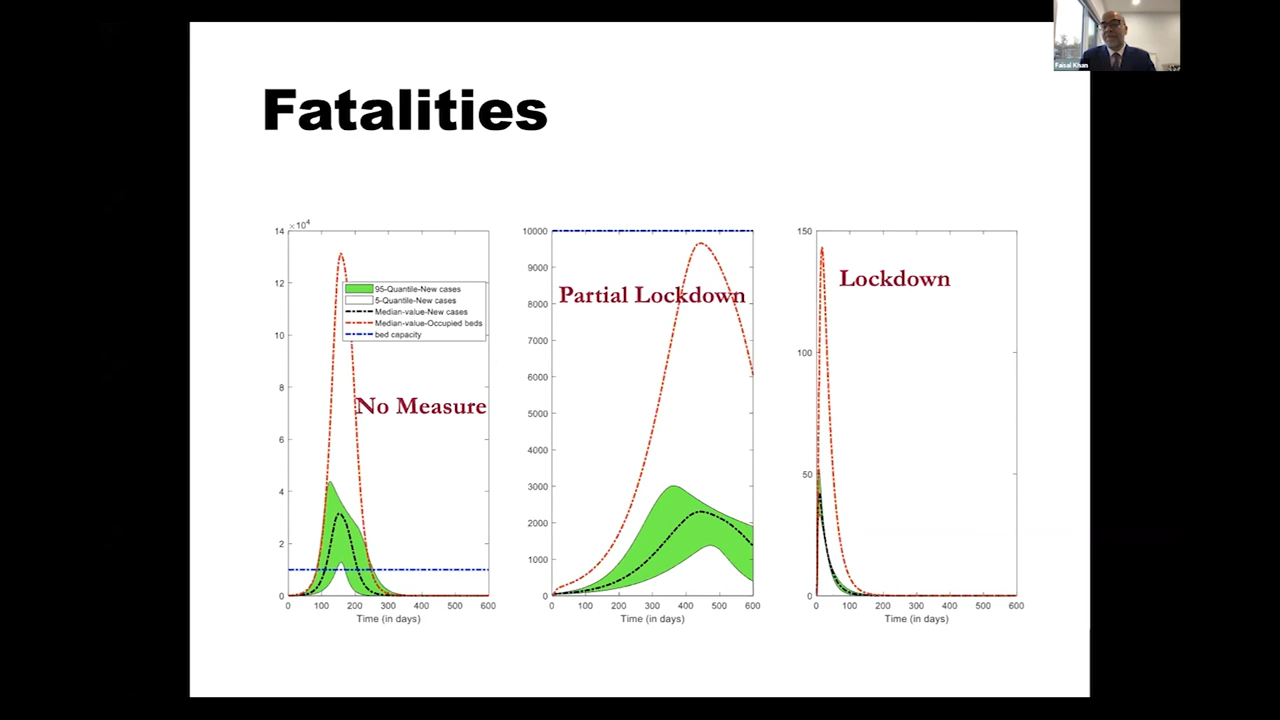 Faisal Khan
Fatalities
×10^4
14
12
10
8
6
4
2
0
0 100 200 300 400 500 600
Time (in days)
95-Quantile-New cases
5-Quantile-New cases
Median-value-New cases
Median-value-Occupied beds
bed capacity
No Measure
10000
9000
8000
7000
6000
5000
4000
3000
2000
1000
0
0 100 200 300 400 500 600
Time (in days)
Partial Lockdown
150
100
50
0
0 100 200 300 400 500 600
Time (in days)
Lockdown